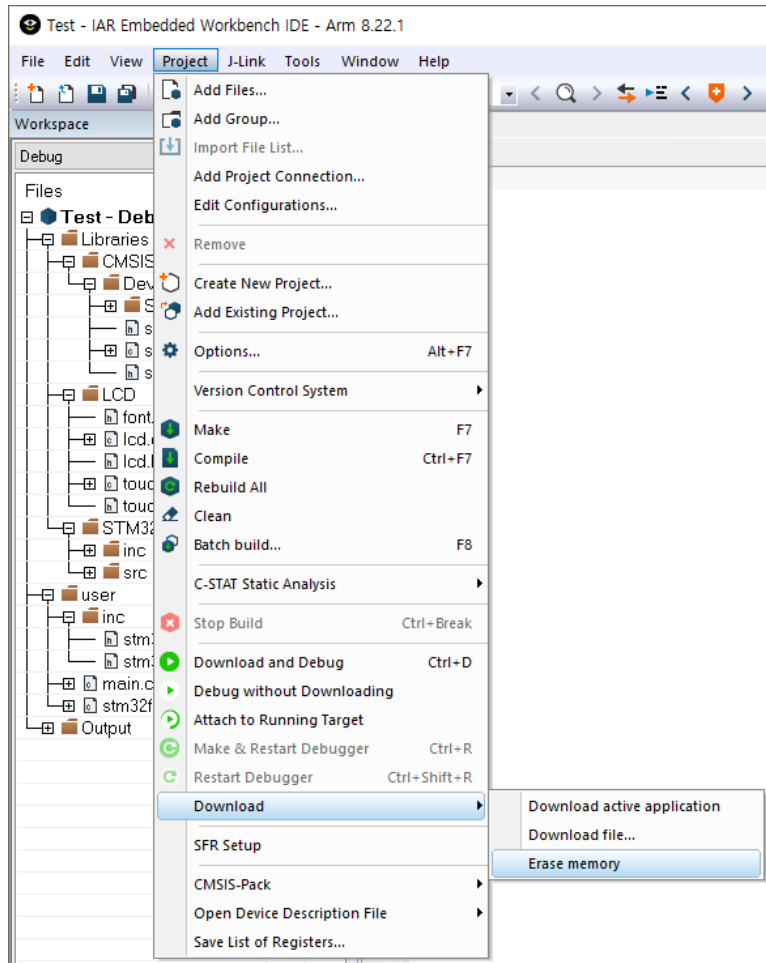 Test - IAR Embedded Workbench IDE - Arm 8.22.1
File Edit View Project J-Link Tools Window Help
Workspace
Debug
Files
Test - Deb
Libraries
CMSIS
Dev
S
s
s
s
LCD
font.
lcd.
lcd.
touc
touc
STM32
inc
src
user
inc
stm3
stm3
main.c
stm32f
Output
Add Files...
Add Group...
Import File List...
Add Project Connection...
Edit Configurations...
Remove
Create New Project...
Add Existing Project...
Options... Alt+F7
Version Control System
Make F7
Compile Ctrl+F7
Rebuild All
Clean
Batch build... F8
C-STAT Static Analysis
Stop Build Ctrl+Break
Download and Debug Ctrl+D
Debug without Downloading
Attach to Running Target
Make & Restart Debugger Ctrl+R
Restart Debugger Ctrl+Shift+R
Download
SFR Setup
CMSIS-Pack
Open Device Description File
Save List of Registers...
Download active application
Download file...
Erase memory